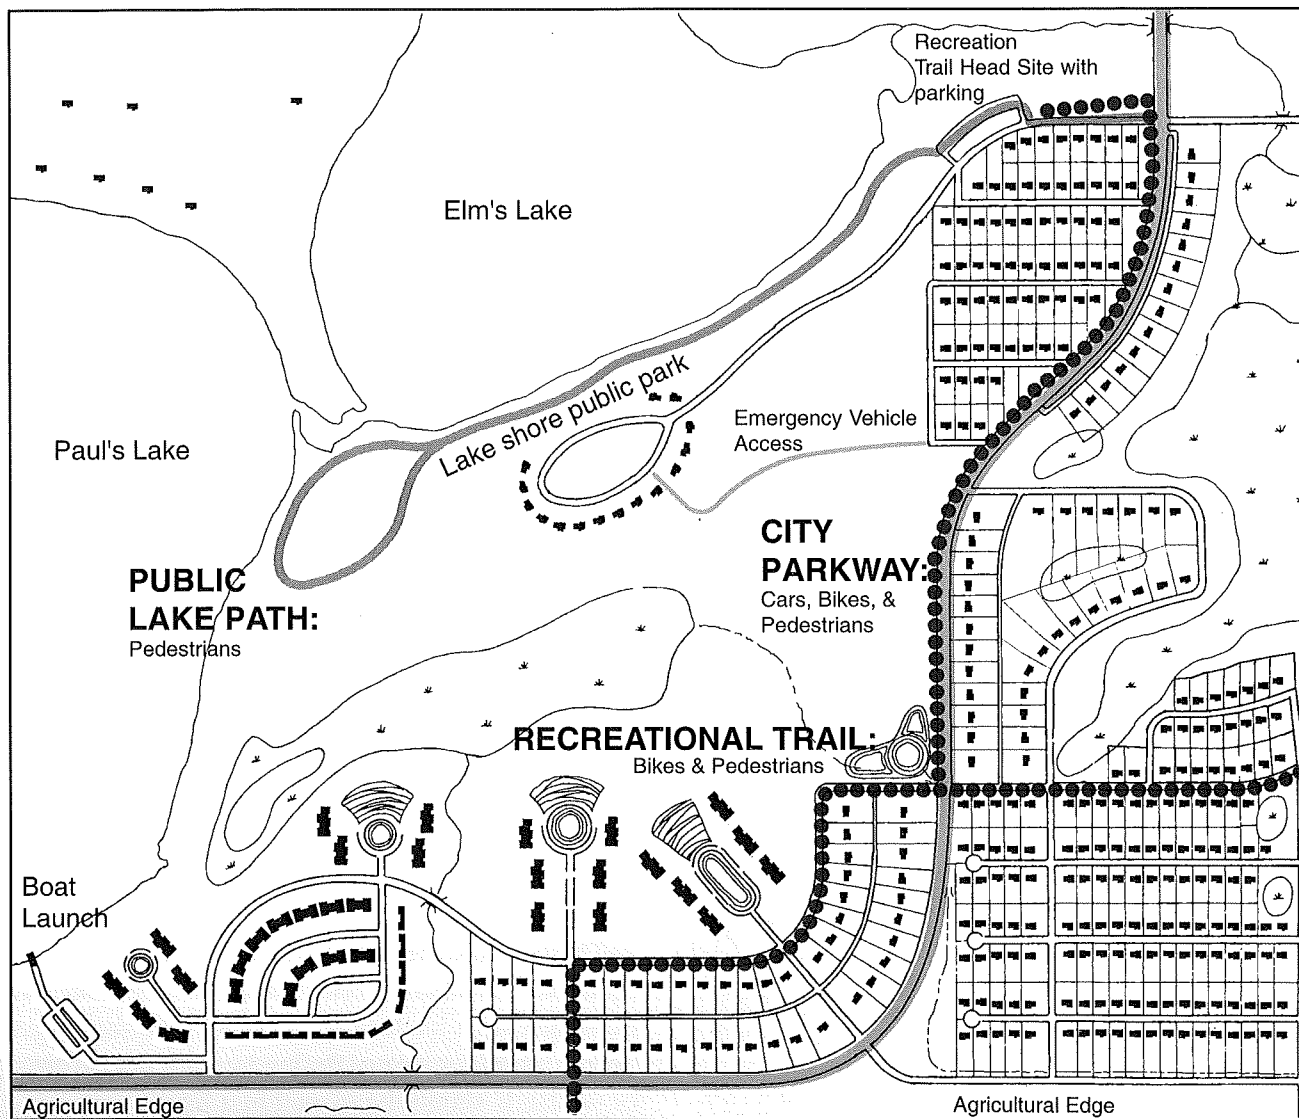 Recreation
Trail Head Site with
parking
Elm's Lake
Lake shore public park
Emergency Vehicle
Access
Paul's Lake
CITY
PARKWAY:
Cars, Bikes, &
Pedestrians
PUBLIC
LAKE PATH:
Pedestrians
RECREATIONAL TRAIL:
Bikes & Pedestrians
Boat
Launch
Agricultural Edge
Agricultural Edge